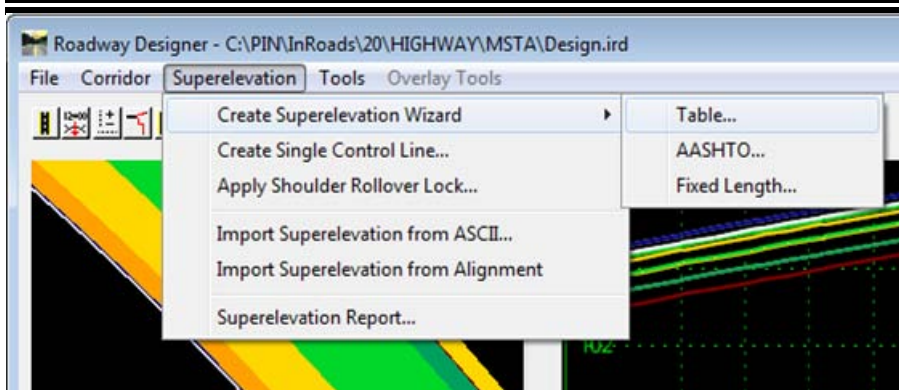 Roadway Designer - C:\PIN\InRoads\20\HIGHWAY\MSTA\Design.ird
File Corridor Superelevation Tools Overlay Tools
Create Superelevation Wizard
Table...
Create Single Control Line...
AASHTO...
Apply Shoulder Rollover Lock...
Fixed Length...
Import Superelevation from ASCII...
Import Superelevation from Alignment
Superelevation Report...